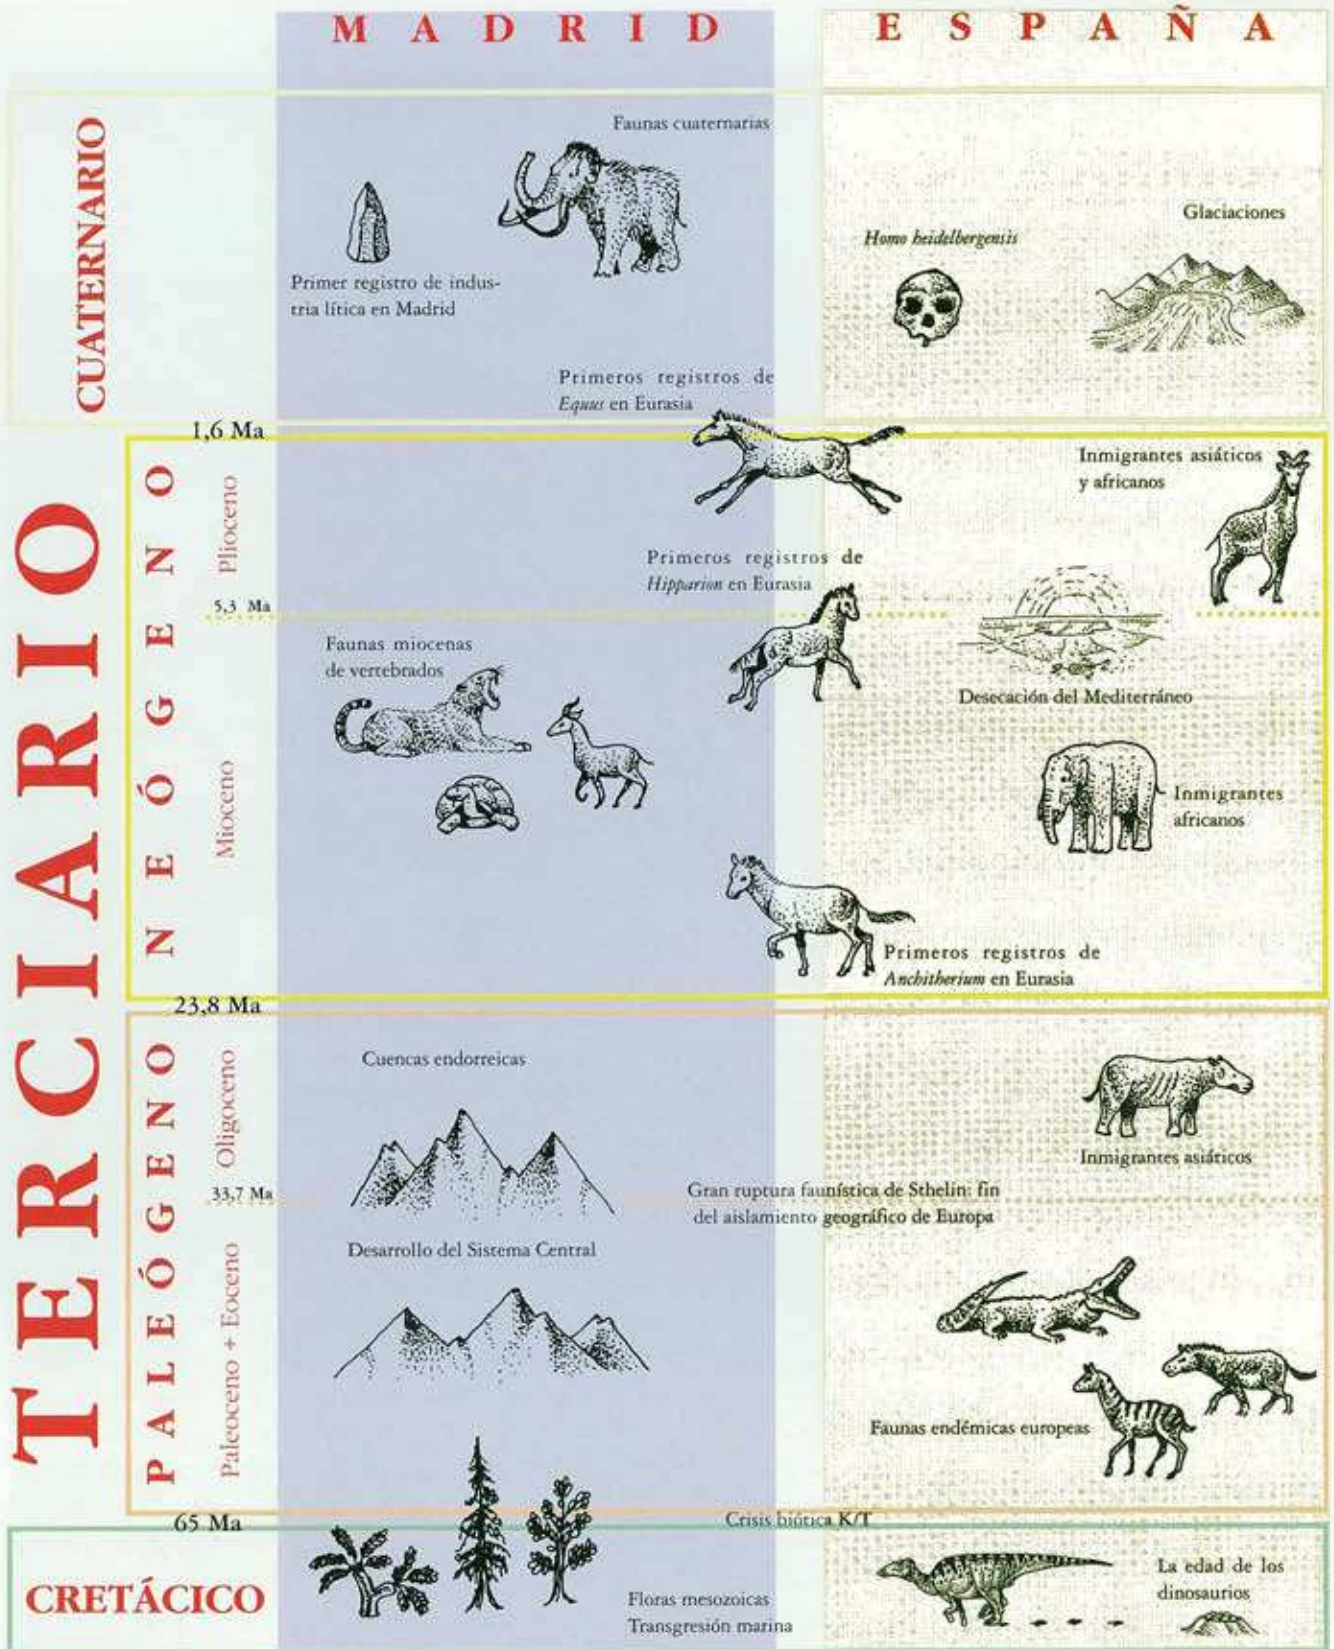 MADRID
ESPAÑA
CUATERNARIO
Faunas cuaternarias
Primer registro de indus-
tria lítica en Madrid
Homo heidelbergensis
Glaciaciones
Primeros registros de
Equus en Eurasia
1,6 Ma
TERCIARIO
NEÓGENO
Plioceno
Inmigrantes asiáticos
y africanos
Primeros registros de
Hipparion en Eurasia
5,3 Ma
Faunas miocenas
de vertebrados
Desecación del Mediterráneo
Mioceno
Inmigrantes
africanos
Primeros registros de
Anchitherium en Eurasia
23,8 Ma
PALEÓGENO
Oligoceno
Cuencas endorreicas
Inmigrantes asiáticos
33,7 Ma
Gran ruptura faunística de Sthelin: fin
del aislamiento geográfico de Europa
Paleoceno + Eoceno
Desarrollo del Sistema Central
Faunas endémicas europeas
65 Ma
Crisis biótica K/T
CRETÁCICO
Floras mesozoicas
Transgresión marina
La edad de los
dinosaurios